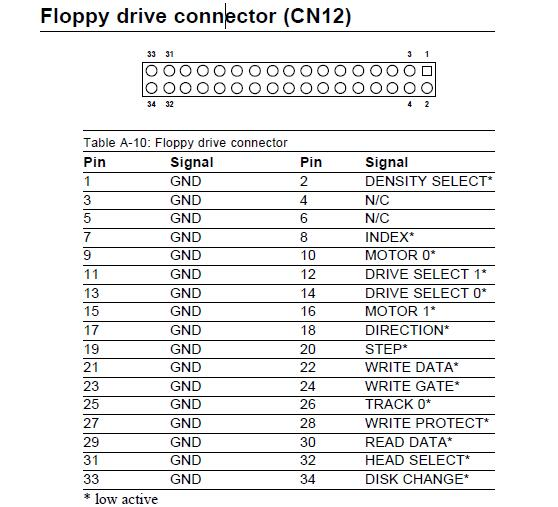 Floppy drive connector (CN12)
33 31 3 1
34 32 4 2
Table A-10: Floppy drive connector
Pin Signal Pin Signal
1 GND 2 DENSITY SELECT*
3 GND 4 N/C
5 GND 6 N/C
7 GND 8 INDEX*
9 GND 10 MOTOR 0*
11 GND 12 DRIVE SELECT 1*
13 GND 14 DRIVE SELECT 0*
15 GND 16 MOTOR 1*
17 GND 18 DIRECTION*
19 GND 20 STEP*
21 GND 22 WRITE DATA*
23 GND 24 WRITE GATE*
25 GND 26 TRACK 0*
27 GND 28 WRITE PROTECT*
29 GND 30 READ DATA*
31 GND 32 HEAD SELECT*
33 GND 34 DISK CHANGE*
* low active